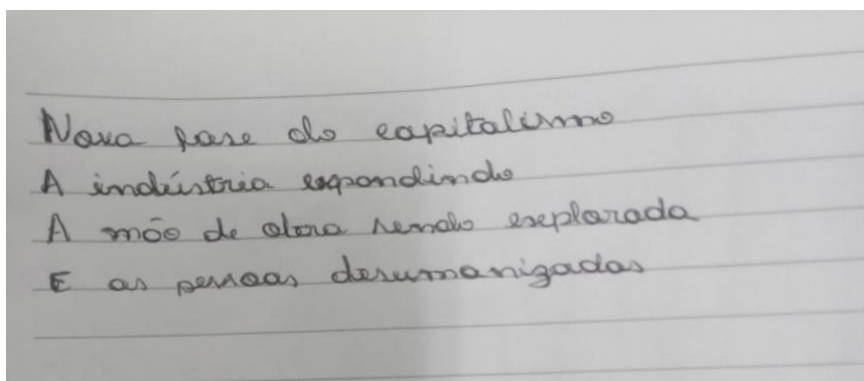 Nova fase do capitalismo
A indústria expandindo
A mão de obra sendo explorada
E as pessoas desumanizadas